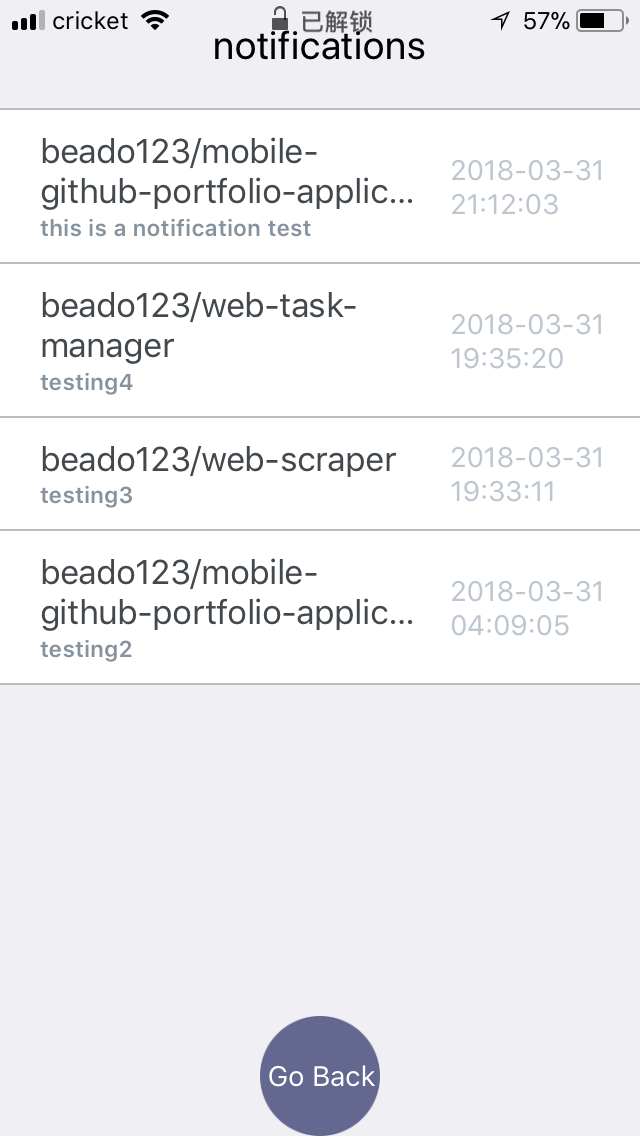 cricket 已解锁 57%
notifications
beado123/mobile-
github-portfolio-applic...
this is a notification test
2018-03-31
21:12:03
beado123/web-task-
manager
testing4
2018-03-31
19:35:20
beado123/web-scraper
testing3
2018-03-31
19:33:11
beado123/mobile-
github-portfolio-applic...
testing2
2018-03-31
04:09:05
Go Back